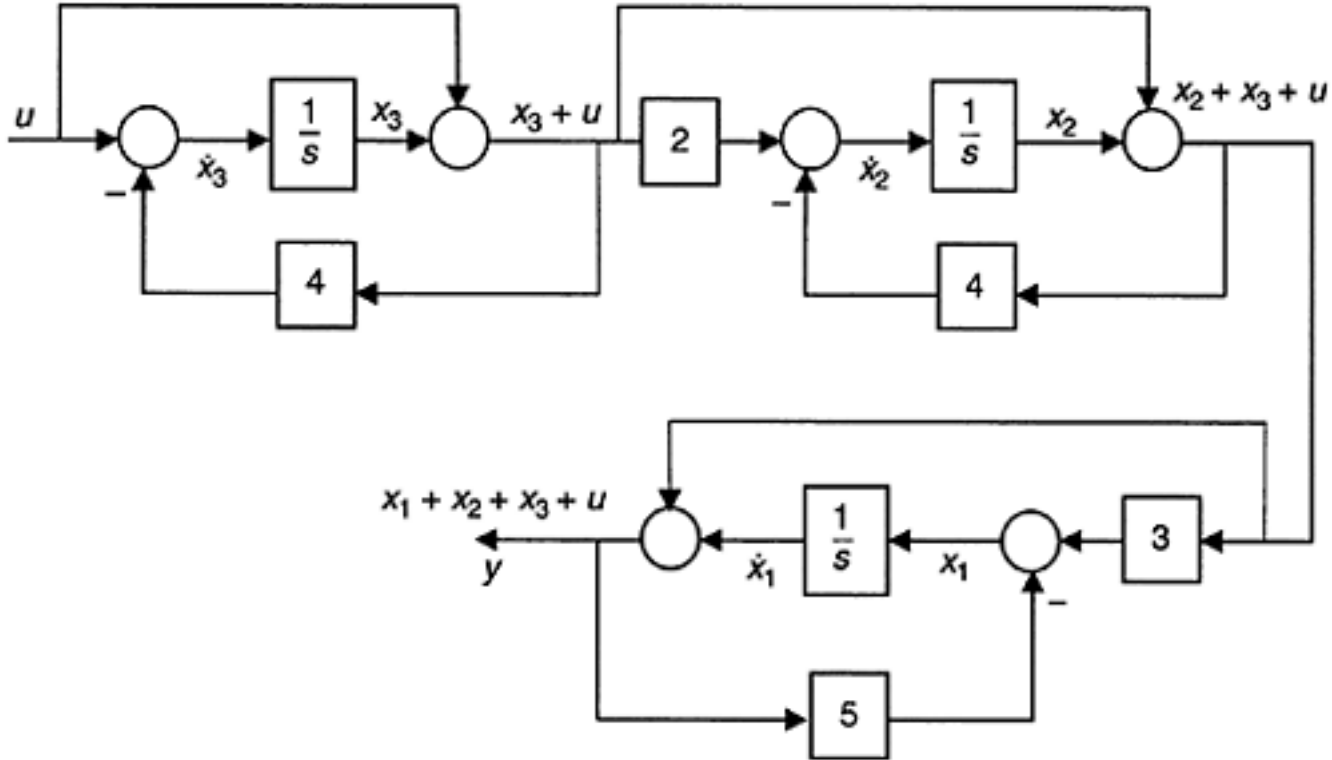 u
−
ẋ₃
1/s
x₃
x₃ + u
4
2
−
ẋ₂
1/s
x₂
x₂ + x₃ + u
4
x₁ + x₂ + x₃ + u
y
ẋ₁
1/s
x₁
−
3
5